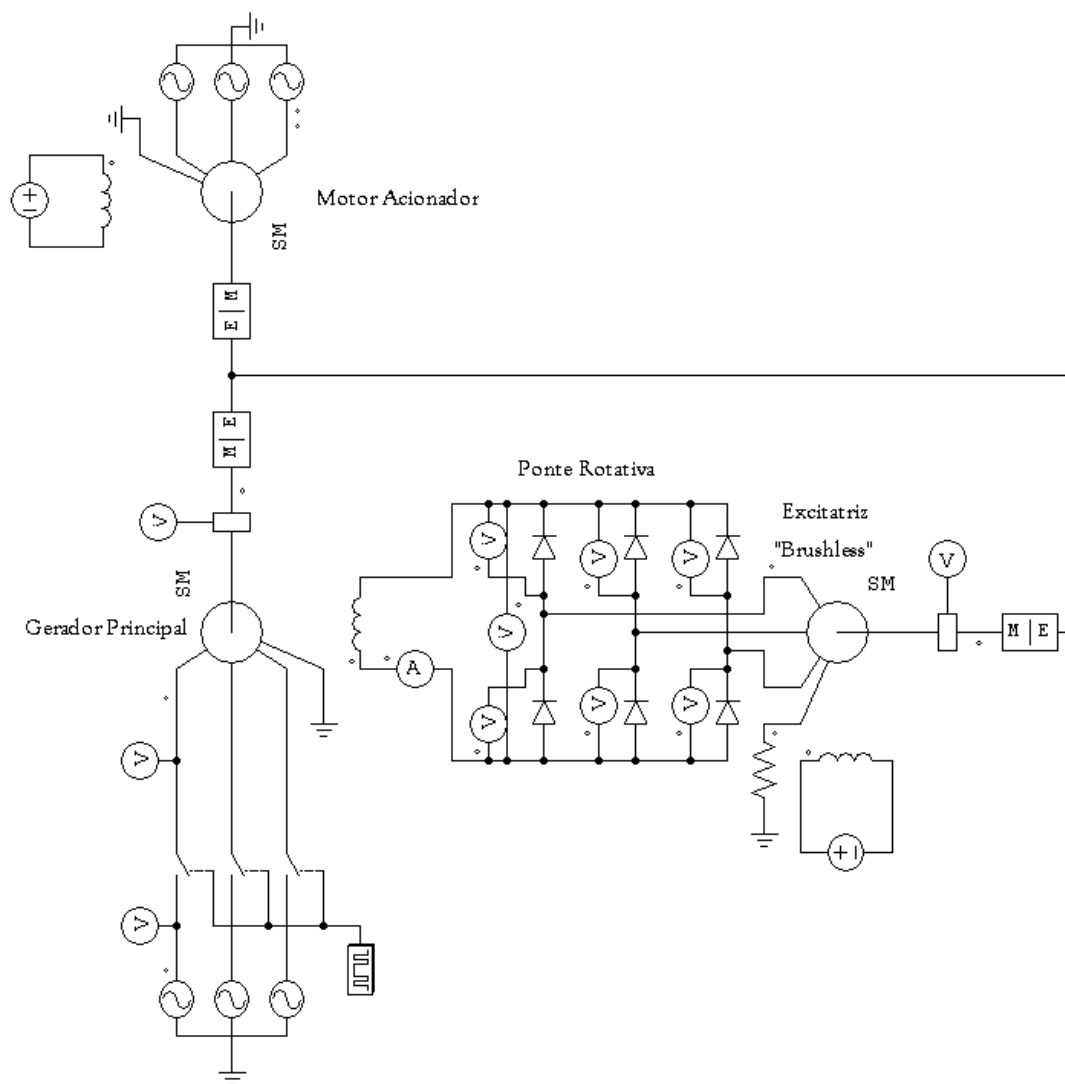 Motor Acionador
SM
E | M
M | E
V
SM
Gerador Principal
Ponte Rotativa
Excitatriz
"Brushless"
SM
V
M | E
V
V
V
V
A
V
V
V
V
V